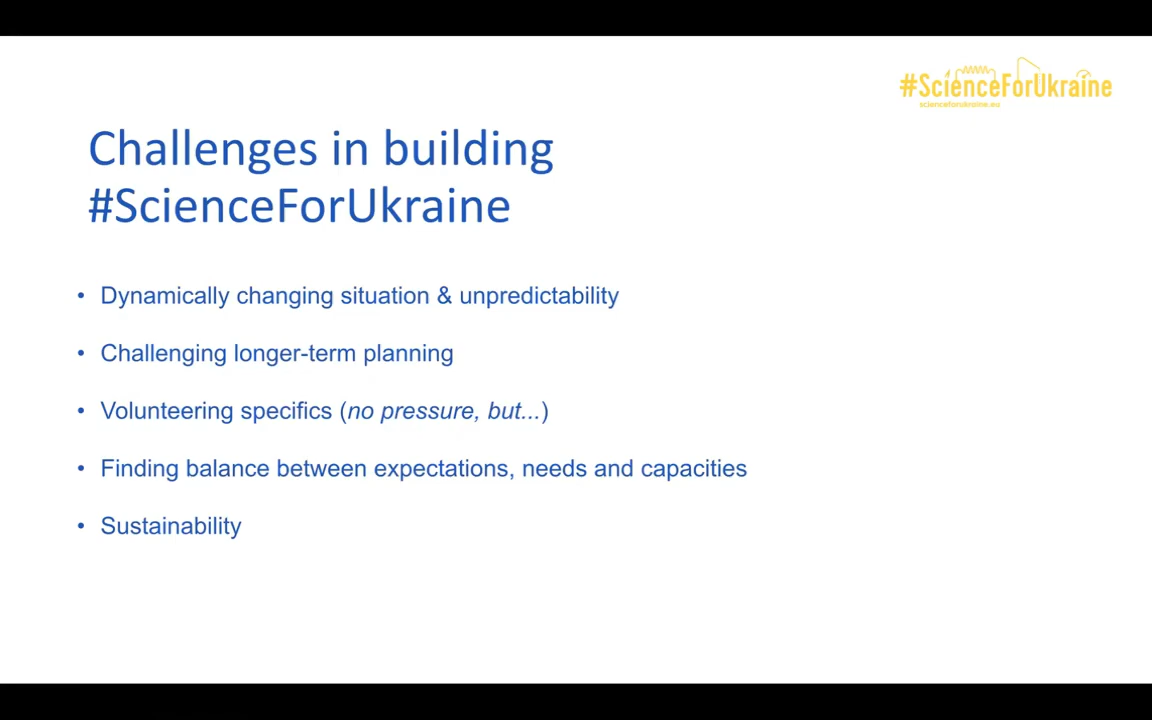 #ScienceForUkraine
scienceforukraine.eu
Challenges in building
#ScienceForUkraine
• Dynamically changing situation & unpredictability
• Challenging longer-term planning
• Volunteering specifics (no pressure, but...)
• Finding balance between expectations, needs and capacities
• Sustainability